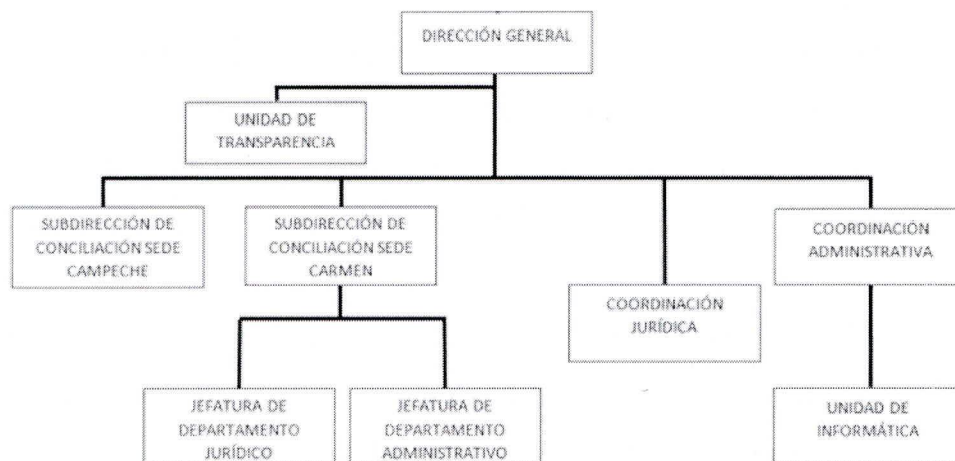 DIRECCIÓN GENERAL
UNIDAD DE
TRANSPARENCIA
SUBDIRECCIÓN DE
CONCILIACIÓN SEDE
CAMPECHE
SUBDIRECCIÓN DE
CONCILIACIÓN SEDE
CARMEN
COORDINACIÓN
JURÍDICA
COORDINACIÓN
ADMINISTRATIVA
JEFATURA DE
DEPARTAMENTO
JURÍDICO
JEFATURA DE
DEPARTAMENTO
ADMINISTRATIVO
UNIDAD DE
INFORMÁTICA